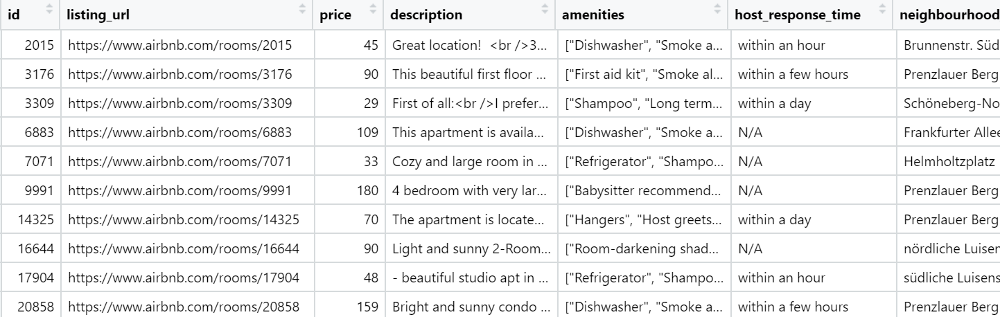 id listing_url price description amenities host_response_time neighbourhood
2015 https://www.airbnb.com/rooms/2015 45 Great location!  <br />3... ["Dishwasher", "Smoke a... within an hour Brunnenstr. Süd
3176 https://www.airbnb.com/rooms/3176 90 This beautiful first floor ... ["First aid kit", "Smoke al... within a few hours Prenzlauer Berg
3309 https://www.airbnb.com/rooms/3309 29 First of all:<br />I prefer... ["Shampoo", "Long term... within a day Schöneberg-No
6883 https://www.airbnb.com/rooms/6883 109 This apartment is availa... ["Dishwasher", "Smoke a... N/A Frankfurter Allee
7071 https://www.airbnb.com/rooms/7071 33 Cozy and large room in ... ["Refrigerator", "Shampo... N/A Helmholtzplatz
9991 https://www.airbnb.com/rooms/9991 180 4 bedroom with very lar... ["Babysitter recommend... N/A Prenzlauer Berg
14325 https://www.airbnb.com/rooms/14325 70 The apartment is locate... ["Hangers", "Host greets... within a day Prenzlauer Berg
16644 https://www.airbnb.com/rooms/16644 90 Light and sunny 2-Room... ["Room-darkening shad... N/A nördliche Luisen
17904 https://www.airbnb.com/rooms/17904 48 - beautiful studio apt in ... ["Refrigerator", "Shampo... within an hour südliche Luisens
20858 https://www.airbnb.com/rooms/20858 159 Bright and sunny condo ... ["Dishwasher", "Smoke a... within a few hours Prenzlauer Berg